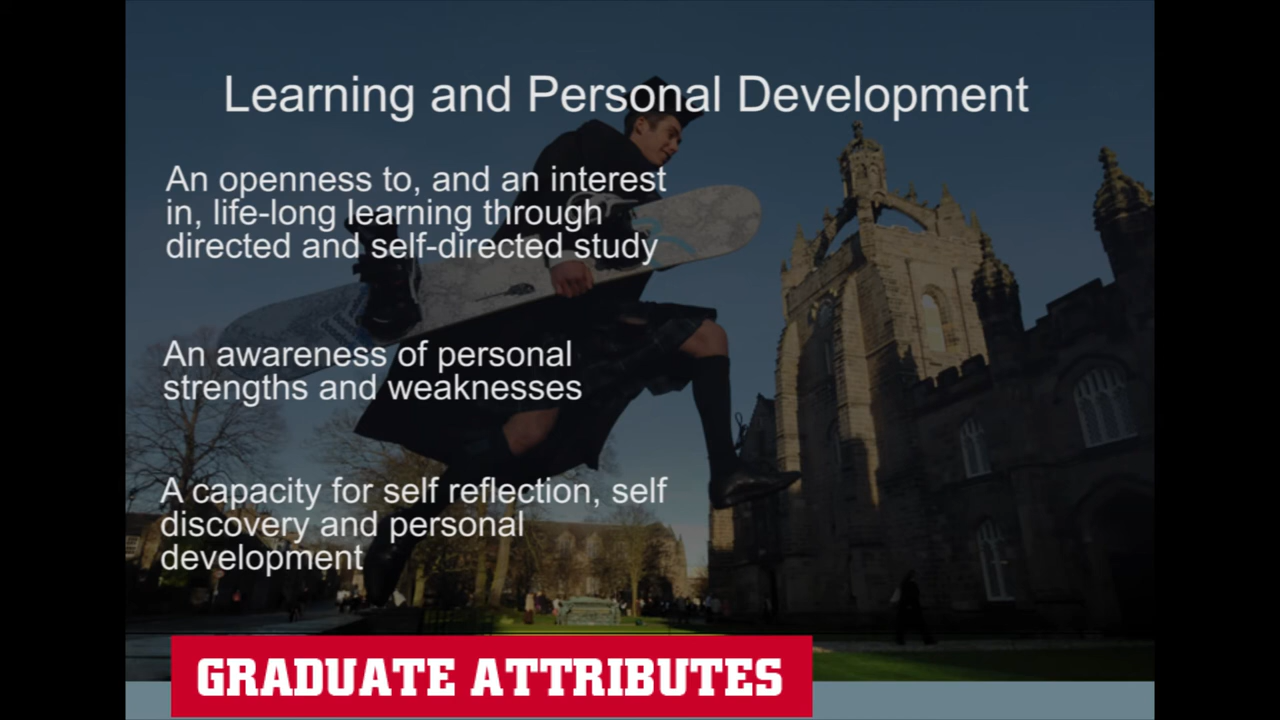 Learning and Personal Development
An openness to, and an interest
in, life-long learning through
directed and self-directed study
An awareness of personal
strengths and weaknesses
A capacity for self reflection, self
discovery and personal
development
GRADUATE ATTRIBUTES